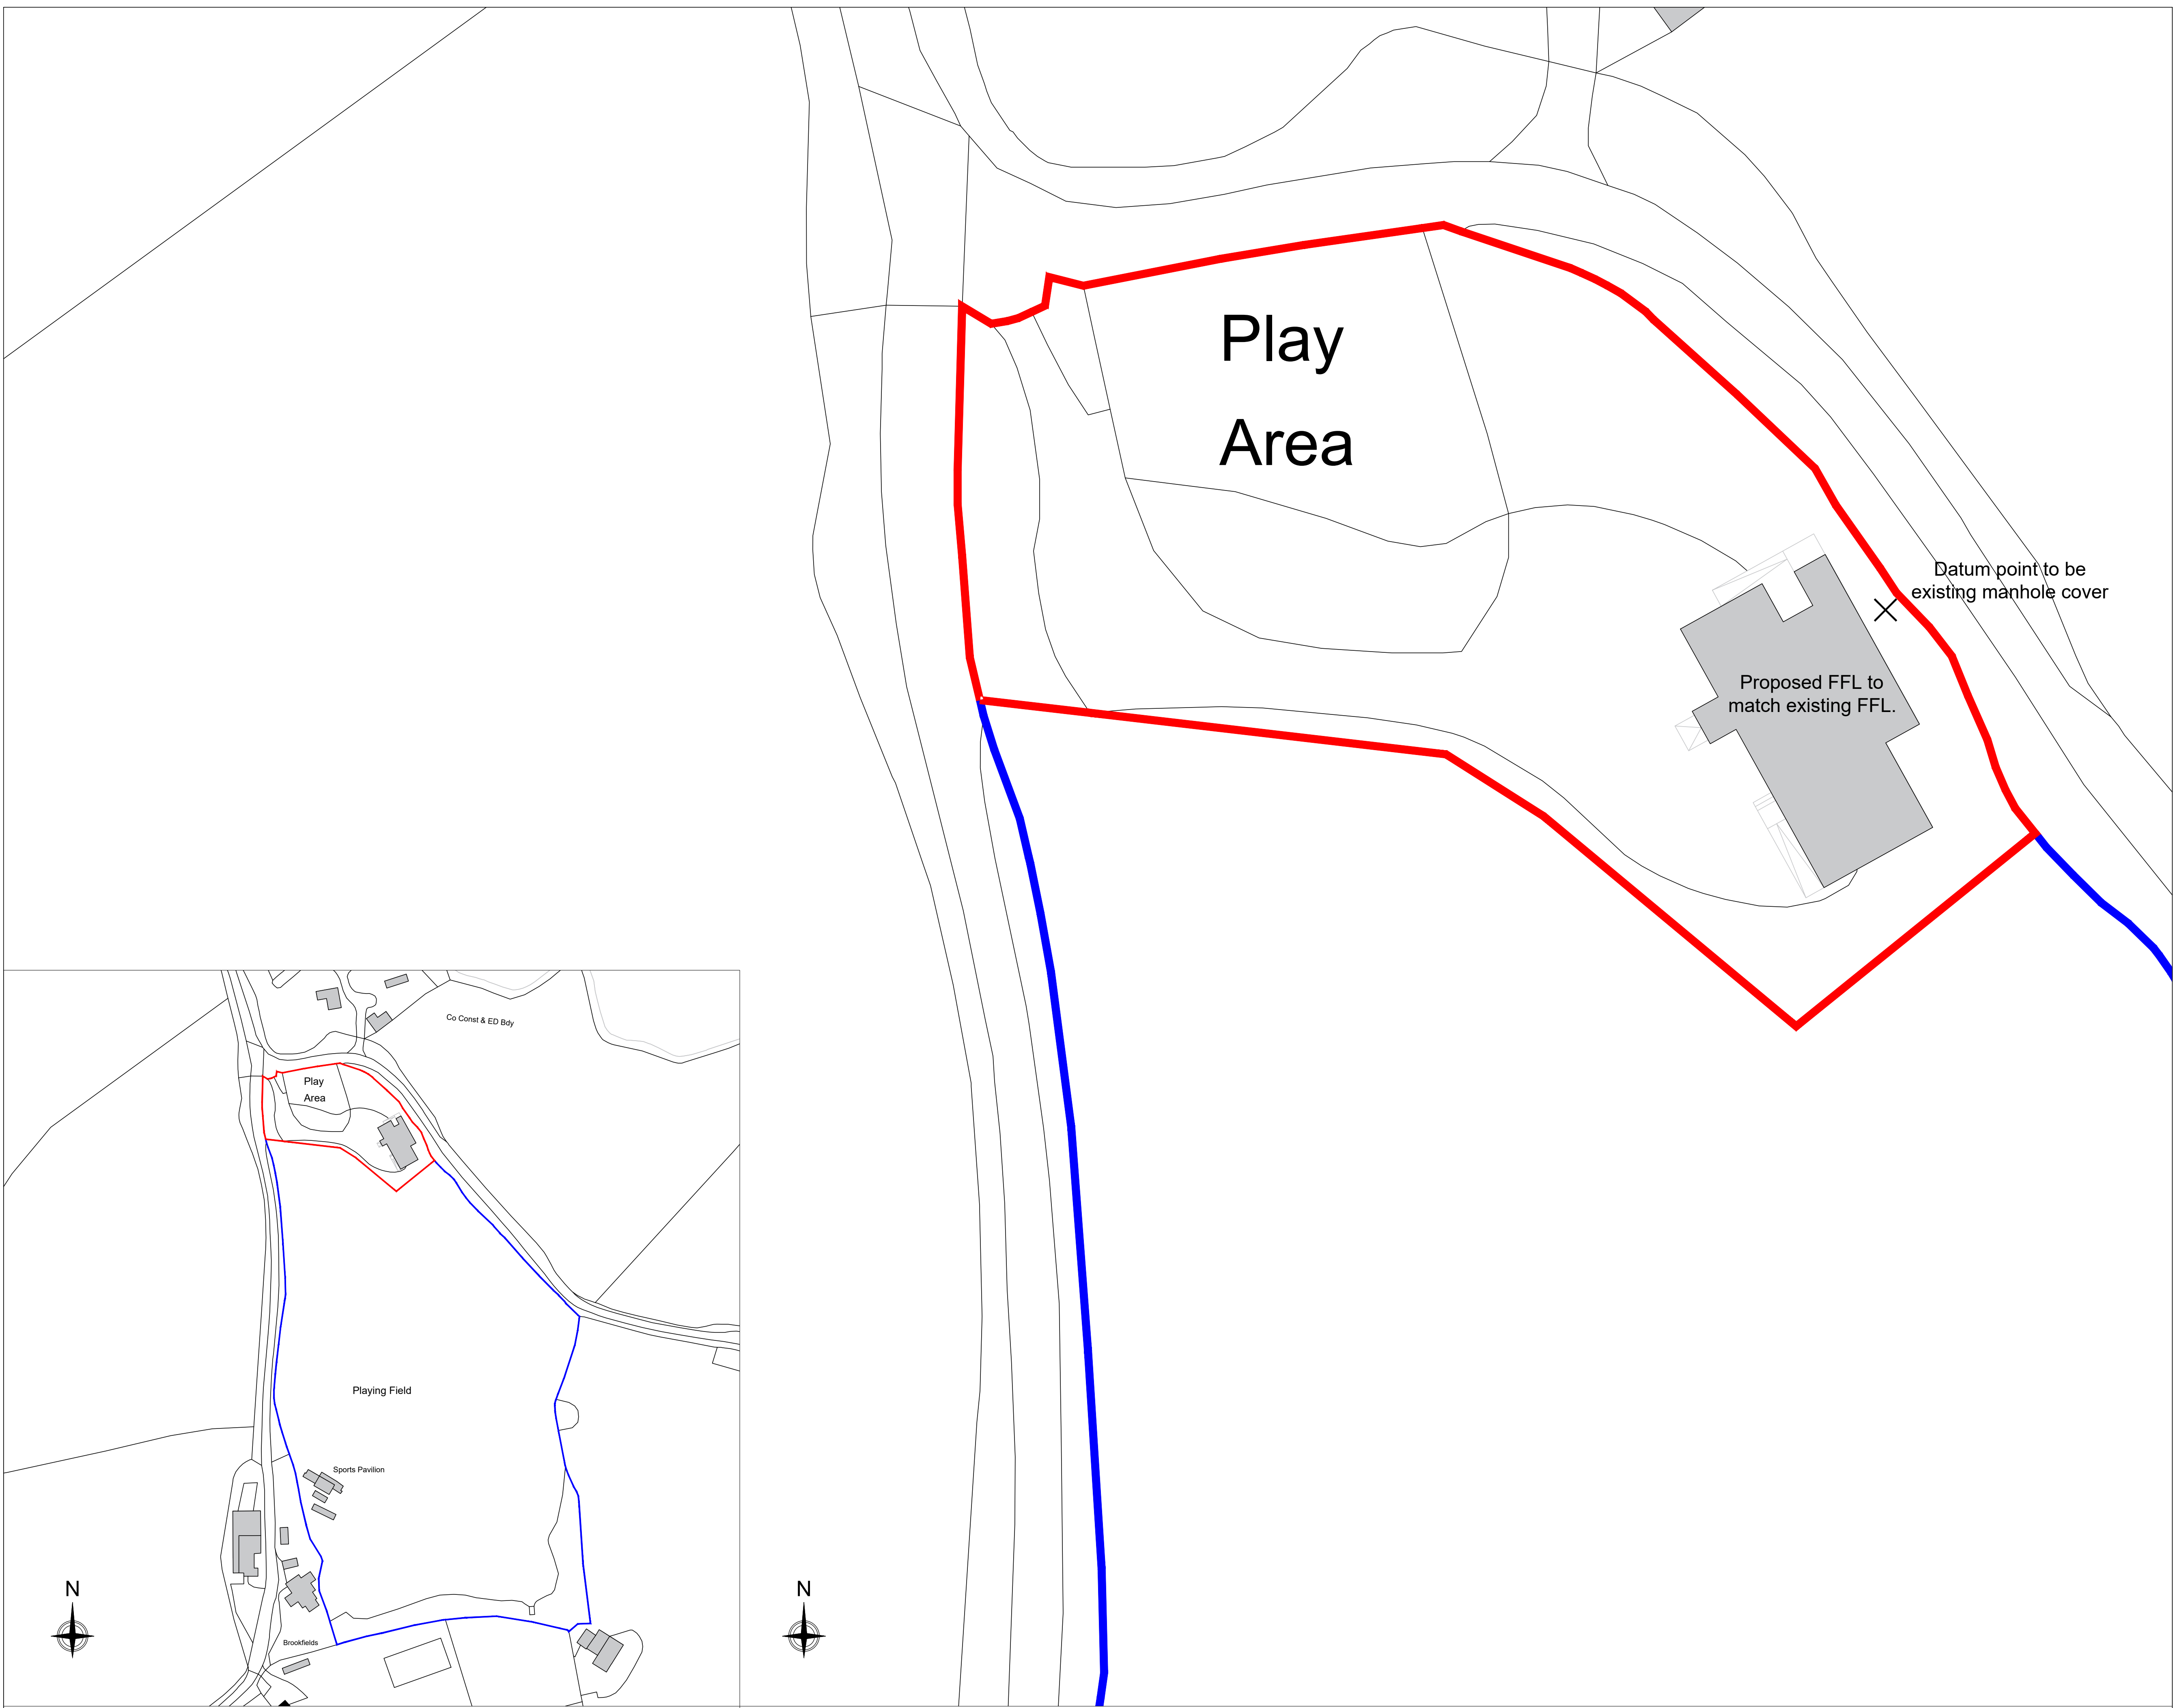 Play
Area
Datum point to be
existing manhole cover
Proposed FFL to
match existing FFL.
Co Const & ED Bdy
Play
Area
Playing Field
Sports Pavilion
Brookfields
N
N